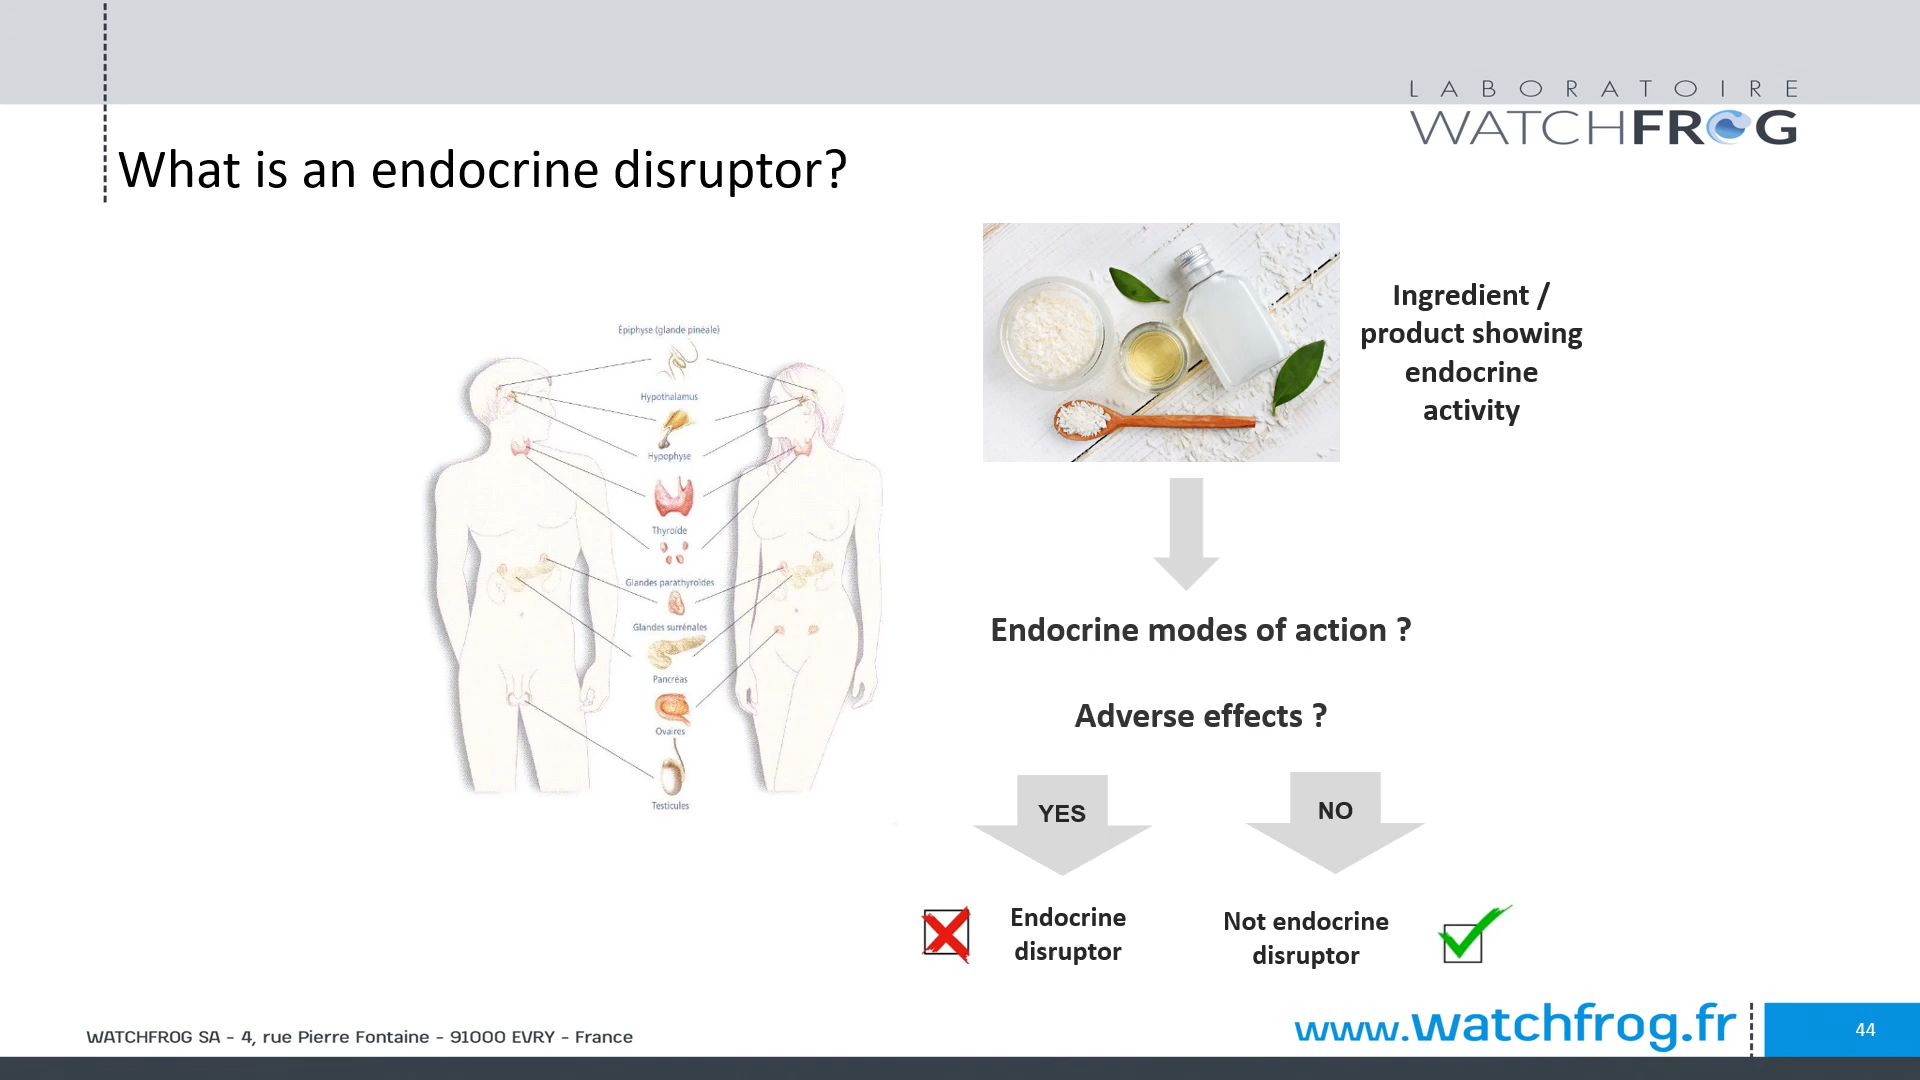 LABORATOIRE
WATCHFROG
What is an endocrine disruptor?
Épiphyse (glande pinéale)
Hypothalamus
Hypophyse
Thyroïde
Glandes parathyroïdes
Glandes surrénales
Pancréas
Ovaires
Testicules
Ingredient /
product showing
endocrine
activity
Endocrine modes of action ?
Adverse effects ?
YES
NO
Endocrine
disruptor
Not endocrine
disruptor
WATCHFROG SA - 4, rue Pierre Fontaine - 91000 EVRY - France
www.watchfrog.fr
44